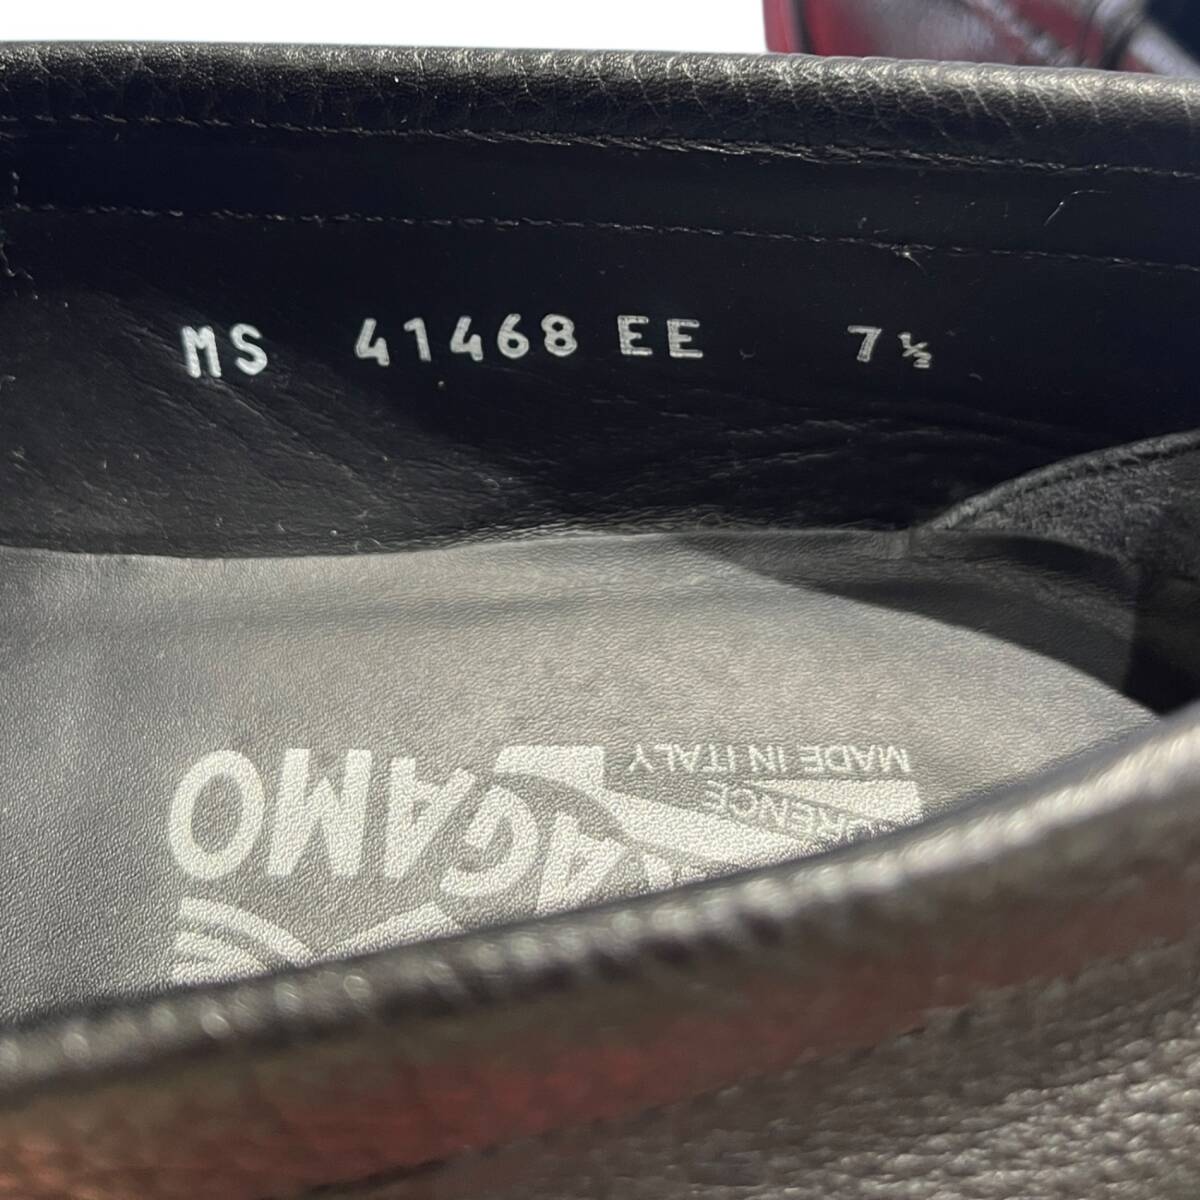 MS 41468 EE 7½
MADE IN ITALY
GAMO